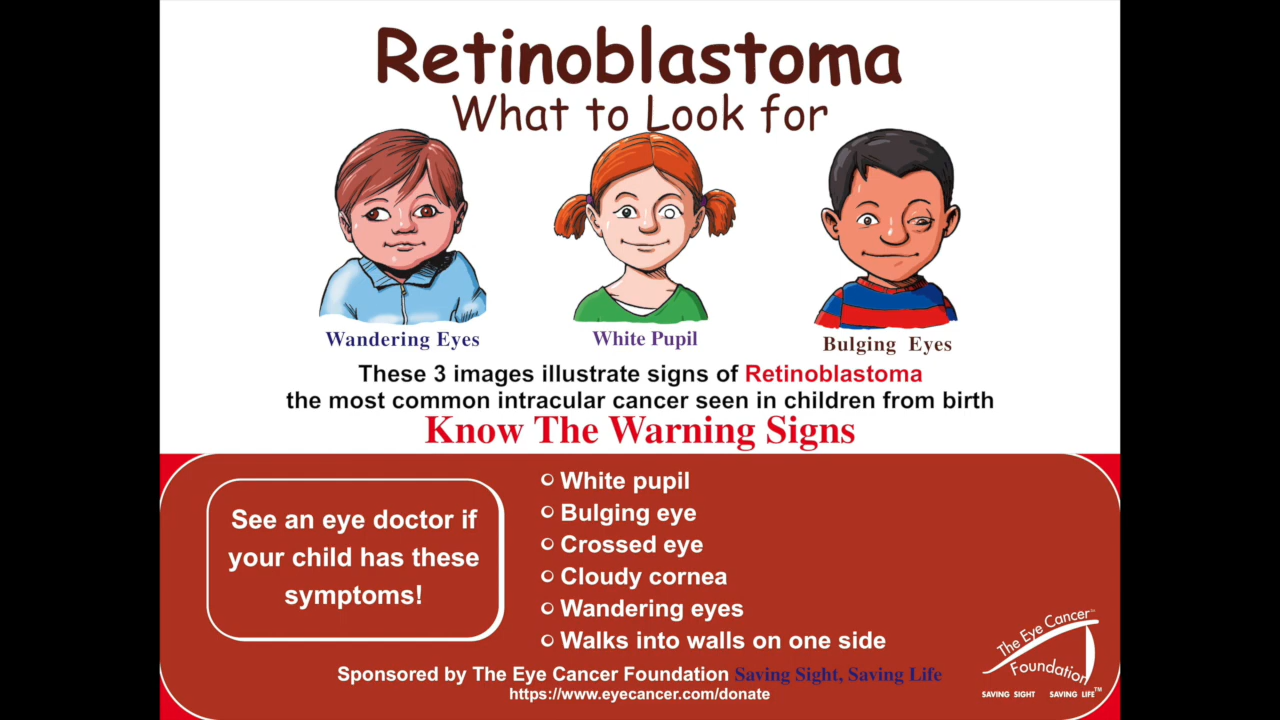 Retinoblastoma
What to Look for
Wandering Eyes
White Pupil
Bulging Eyes
These 3 images illustrate signs of Retinoblastoma
the most common intracular cancer seen in children from birth
Know The Warning Signs
See an eye doctor if
your child has these
symptoms!
White pupil
Bulging eye
Crossed eye
Cloudy cornea
Wandering eyes
Walks into walls on one side
Sponsored by The Eye Cancer Foundation Saving Sight, Saving Life
https://www.eyecancer.com/donate
The Eye Cancer™
Foundation
SAVING SIGHT SAVING LIFE™